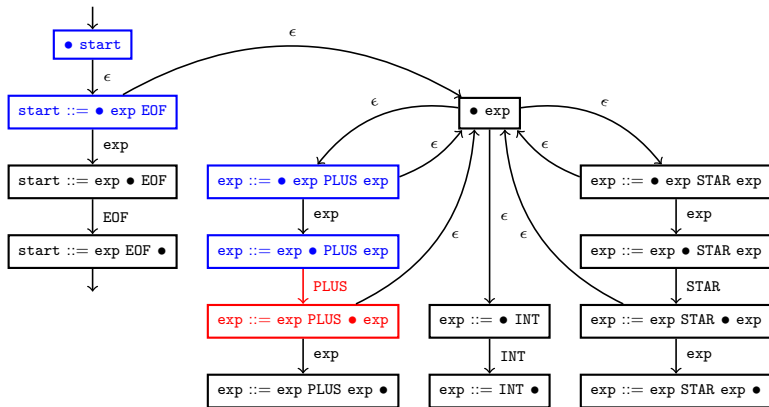 ● start
ϵ
ϵ
start ::= ● exp EOF
● exp
ϵ
ϵ
exp
ϵ
ϵ
start ::= exp ● EOF
exp ::= ● exp PLUS exp
exp ::= ● exp STAR exp
EOF
exp
ϵ
exp
start ::= exp EOF ●
exp ::= exp ● PLUS exp
ϵ
ϵ
exp ::= exp ● STAR exp
PLUS
STAR
exp ::= exp PLUS ● exp
exp ::= ● INT
exp ::= exp STAR ● exp
exp
INT
exp
exp ::= exp PLUS exp ●
exp ::= INT ●
exp ::= exp STAR exp ●